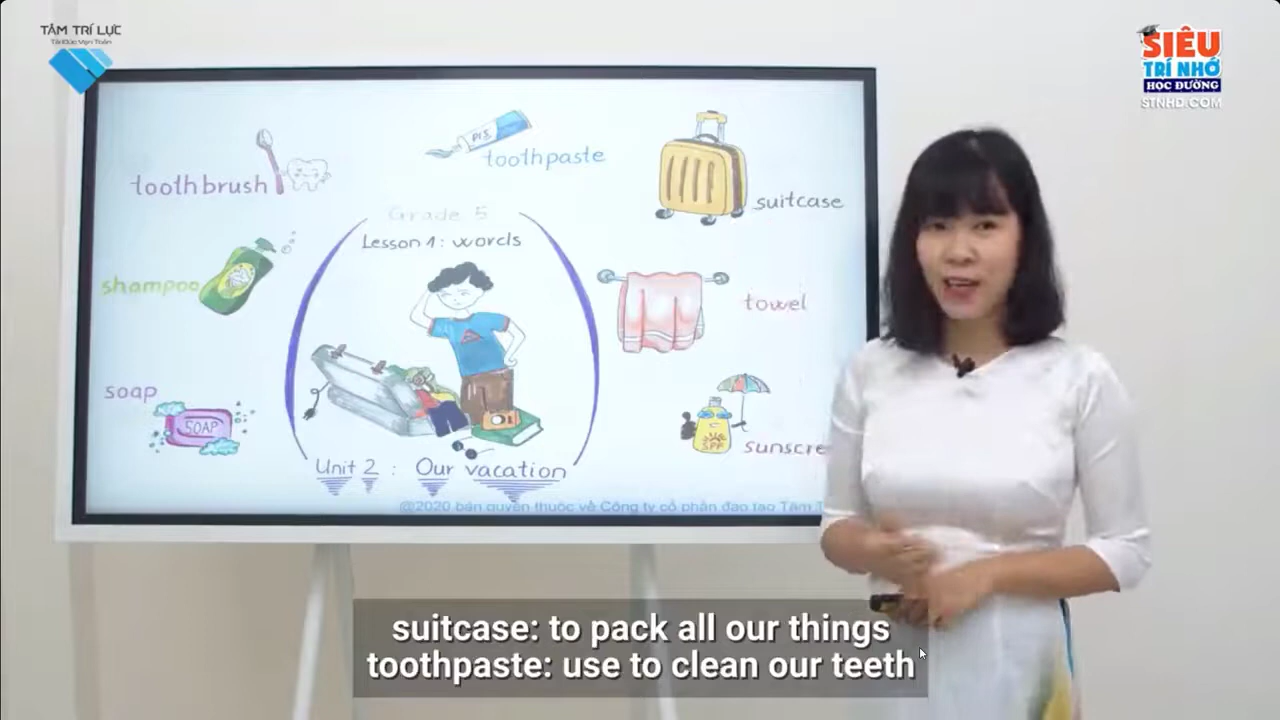 TÂM TRÍ LỰC
SIÊU
TRÍ NHỚ
HỌC ĐƯỜNG
STNHD.COM
toothbrush
toothpaste
suitcase
shampoo
Grade 5
Lesson 1: words
towel
soap
SOAP
SPF
sunscre
Unit 2 : Our vacation
@2020 bản quyền thuộc về Công ty cổ phần đào tạo Tâm T
suitcase: to pack all our things
toothpaste: use to clean our teeth